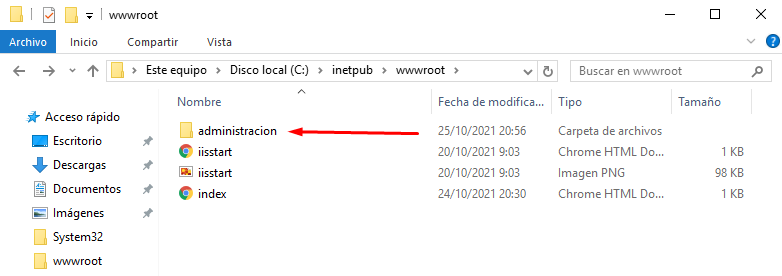 wwwroot
Archivo Inicio Compartir Vista
Este equipo Disco local (C:) inetpub wwwroot Buscar en wwwroot
Nombre Fecha de modifica... Tipo Tamaño
Acceso rápido
administracion 25/10/2021 20:56 Carpeta de archivos
Escritorio
iisstart 20/10/2021 9:03 Chrome HTML Do... 1 KB
Descargas
iisstart 20/10/2021 9:03 Imagen PNG 98 KB
Documentos
index 24/10/2021 20:30 Chrome HTML Do... 1 KB
Imágenes
System32
wwwroot